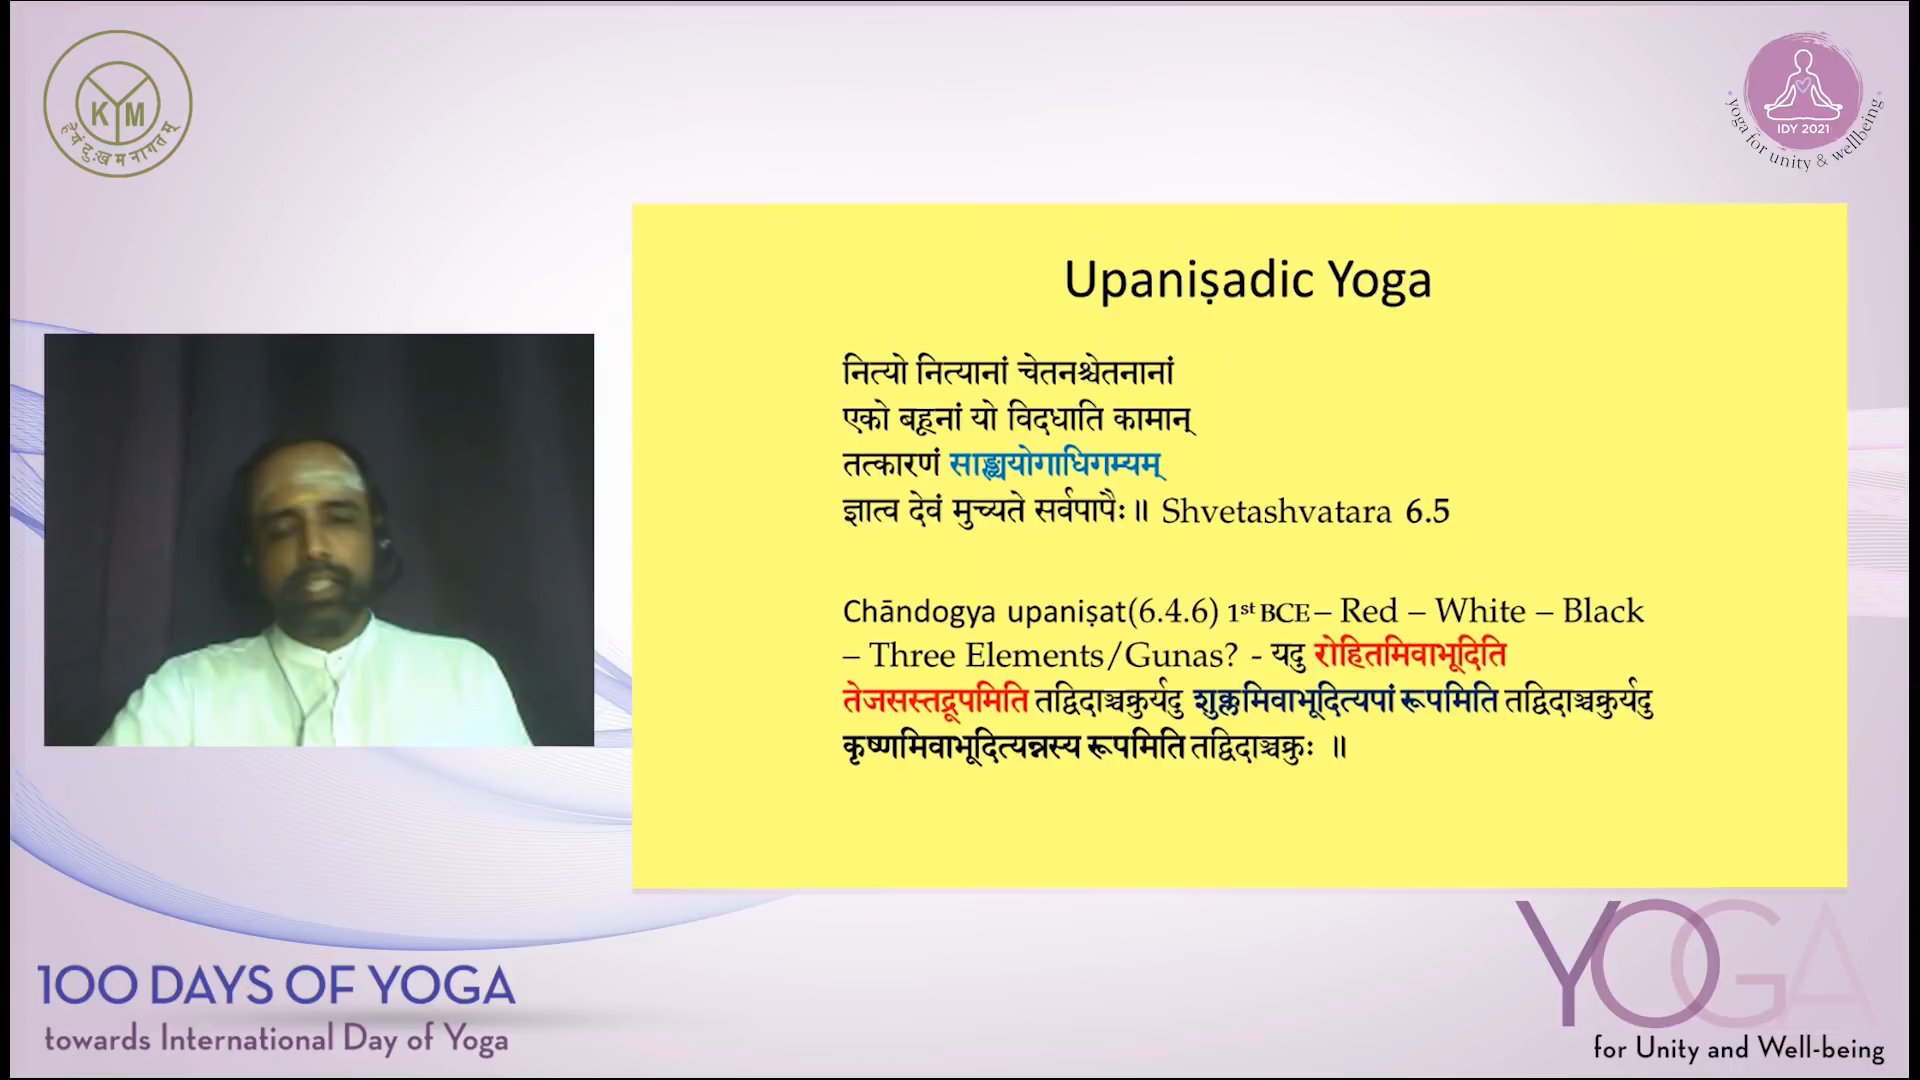 KYM
हेयं दुःखमनागतम्
IDY 2021
yoga for unity & wellbeing
Upaniṣadic Yoga
नित्यो नित्यानां चेतनश्चेतनानां
एको बहूनां यो विदधाति कामान्
तत्कारणं साङ्ख्ययोगाधिगम्यम्
ज्ञात्व देवं मुच्यते सर्वपापैः ॥ Shvetashvatara 6.5
Chāndogya upaniṣat(6.4.6) 1st BCE – Red – White – Black
– Three Elements/Gunas? - यदु रोहितमिवाभूदिति
तेजसस्तद्रूपमिति तद्विदाञ्चक्रुर्यदु शुक्लमिवाभूदित्यपां रूपमिति तद्विदाञ्चक्रुर्यदु
कृष्णमिवाभूदित्यन्नस्य रूपमिति तद्विदाञ्चक्रुः ॥
100 DAYS OF YOGA
towards International Day of Yoga
YOGA
for Unity and Well-being